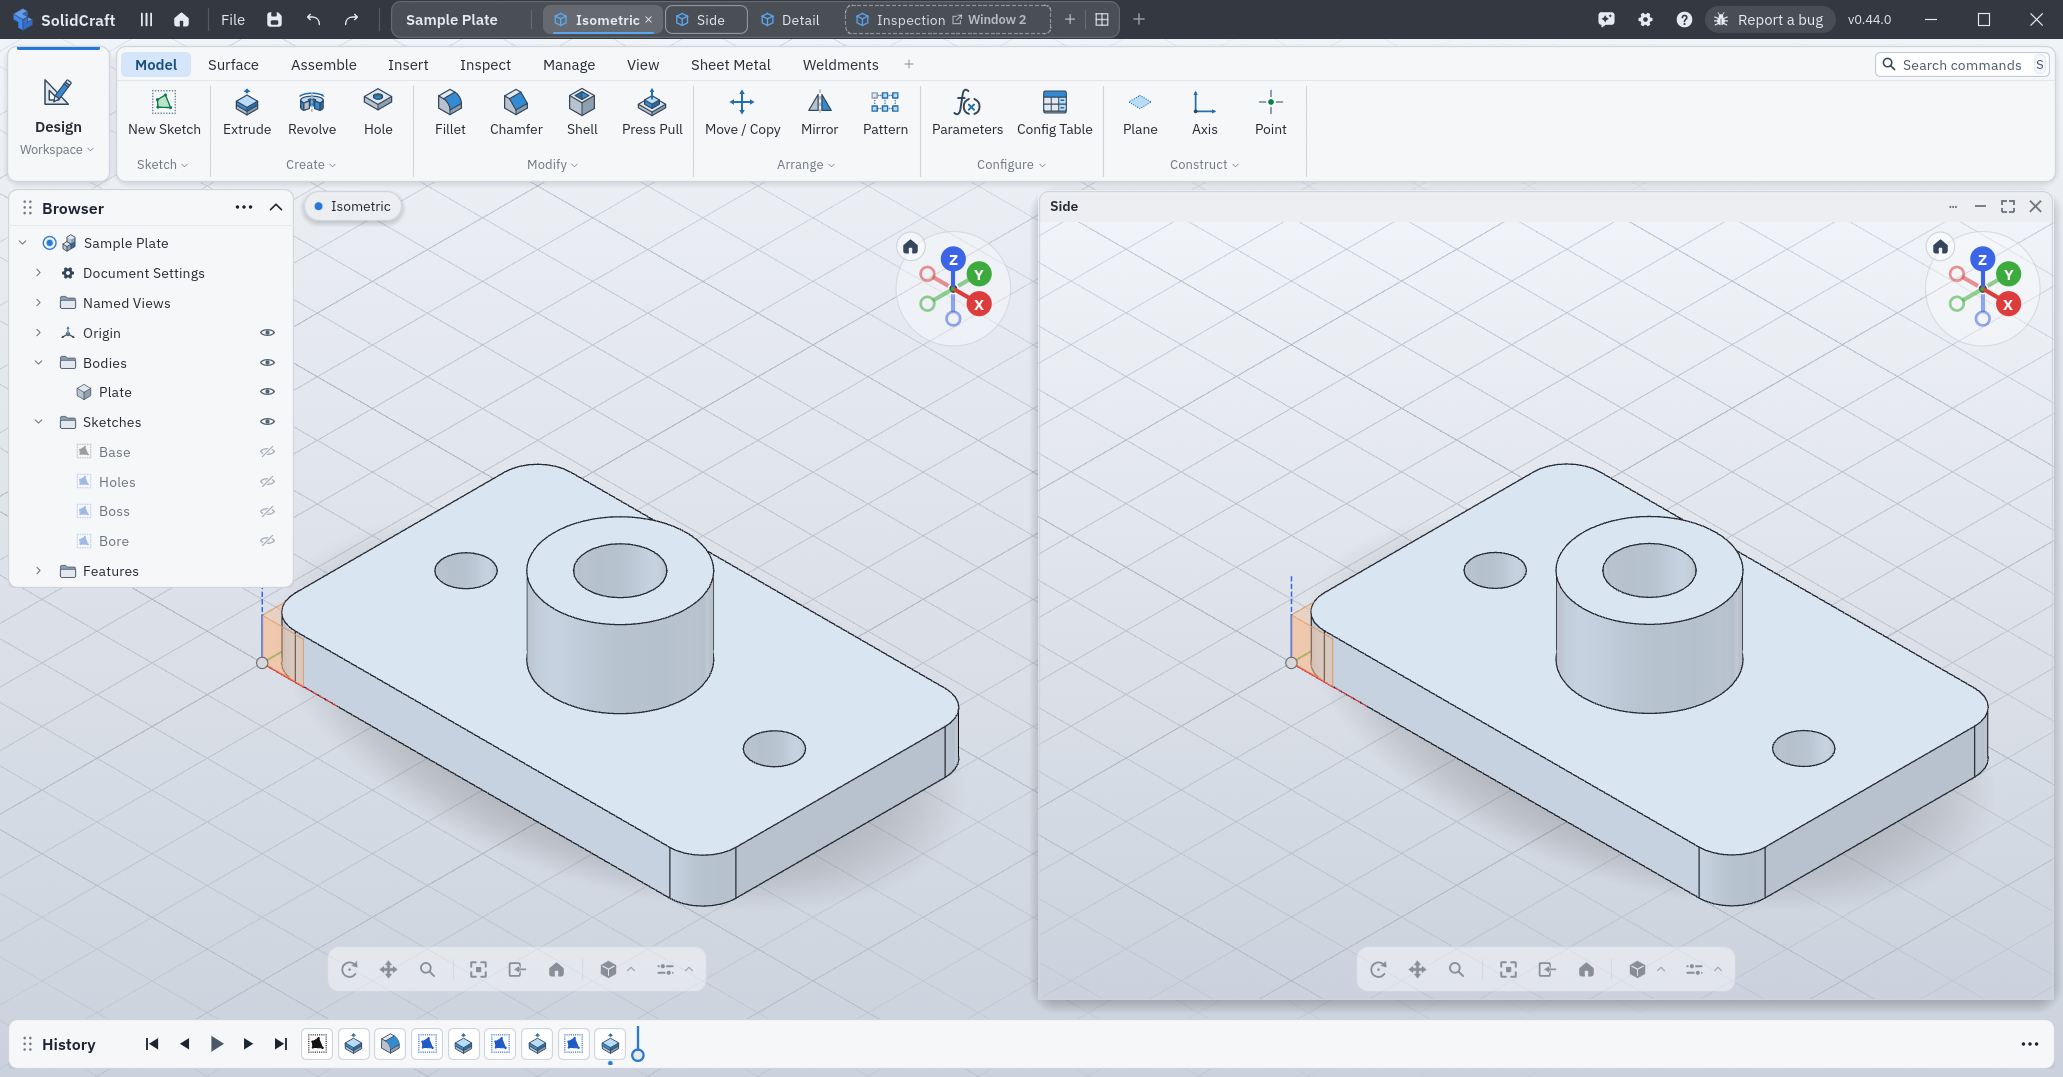 SolidCraft File Sample Plate Isometric Side Detail Inspection Window 2 Report a bug v0.44.0
Model Surface Assemble Insert Inspect Manage View Sheet Metal Weldments Search commands S
Design
Workspace
New Sketch Extrude Revolve Hole Fillet Chamfer Shell Press Pull Move / Copy Mirror Pattern Parameters Config Table Plane Axis Point
Sketch Create Modify Arrange Configure Construct
Browser
Sample Plate
Document Settings
Named Views
Origin
Bodies
Plate
Sketches
Base
Holes
Boss
Bore
Features
Isometric
Z
Y
X
Side
Z
Y
X
History